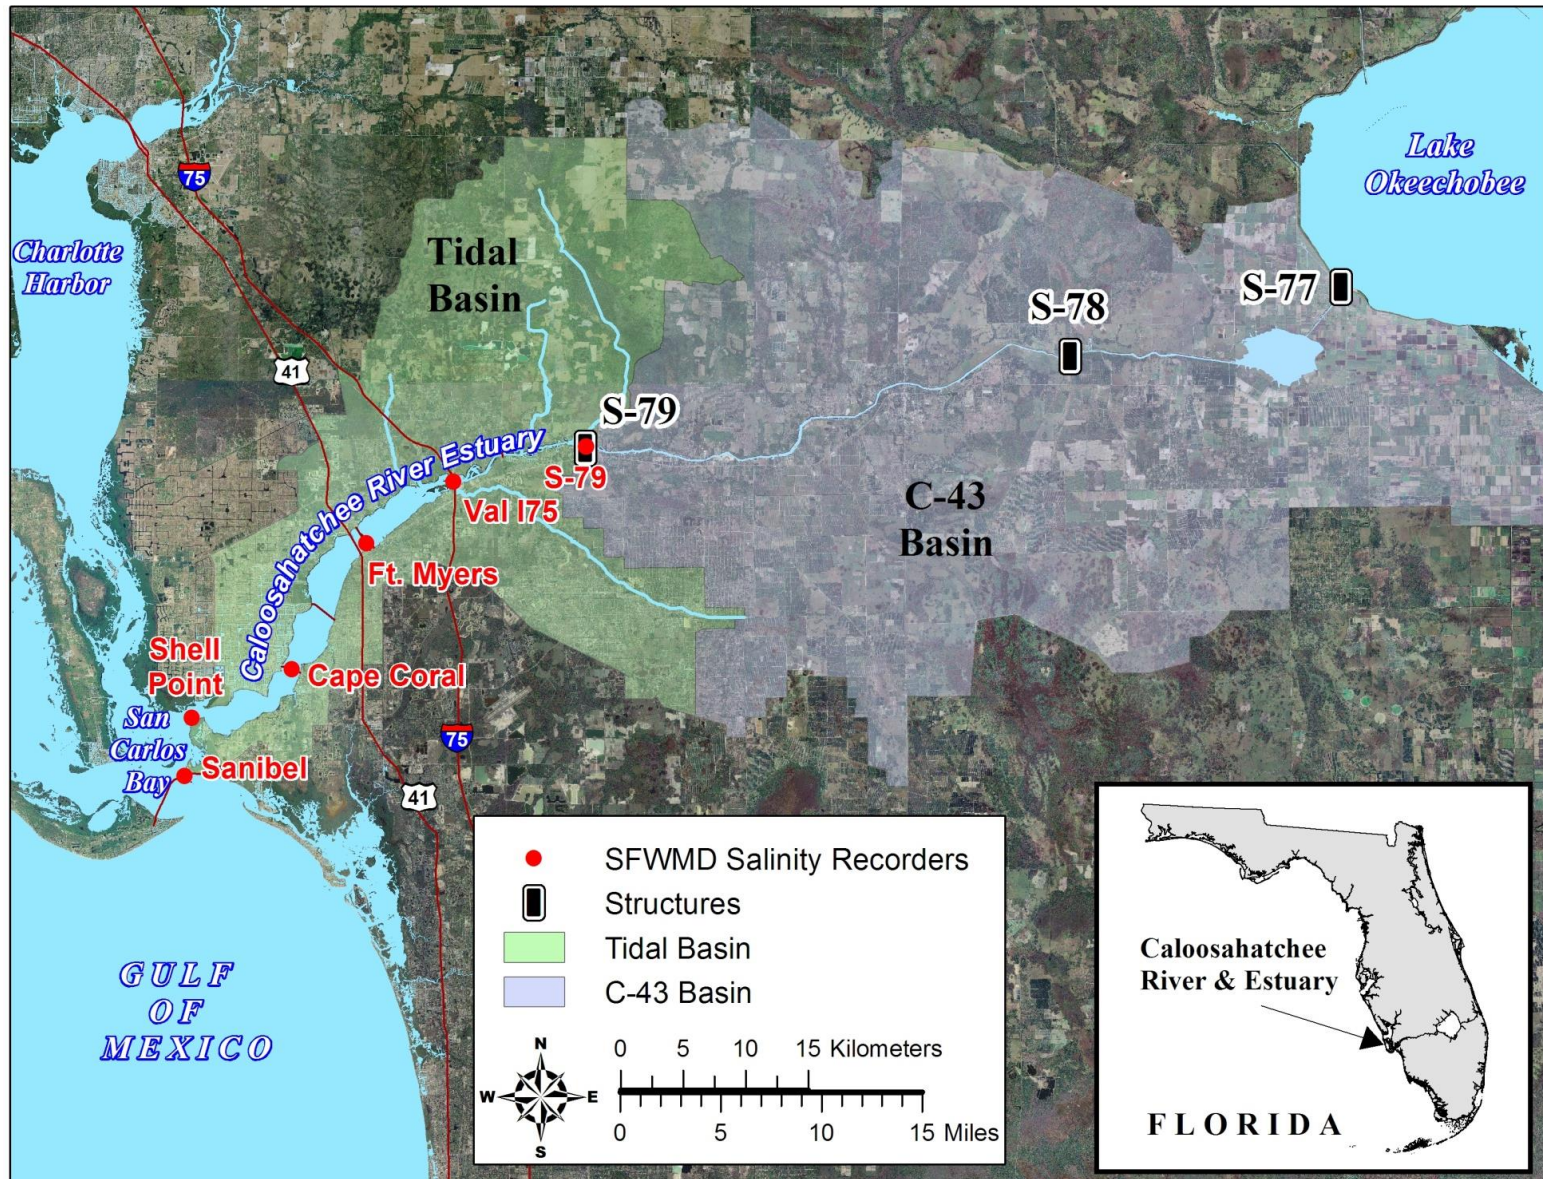 75
Lake
Okeechobee
Charlotte
Harbor
Tidal
Basin
S-77
S-78
41
S-79
S-79
Caloosahatchee River Estuary
Val I75
C-43
Basin
Ft. Myers
Shell
Point
Cape Coral
San
Carlos
Bay
Sanibel
75
41
GULF
OF
MEXICO
SFWMD Salinity Recorders
Structures
Tidal Basin
C-43 Basin
N
W E
S
0 5 10 15 Kilometers
0 5 10 15 Miles
Caloosahatchee
River & Estuary
FLORIDA